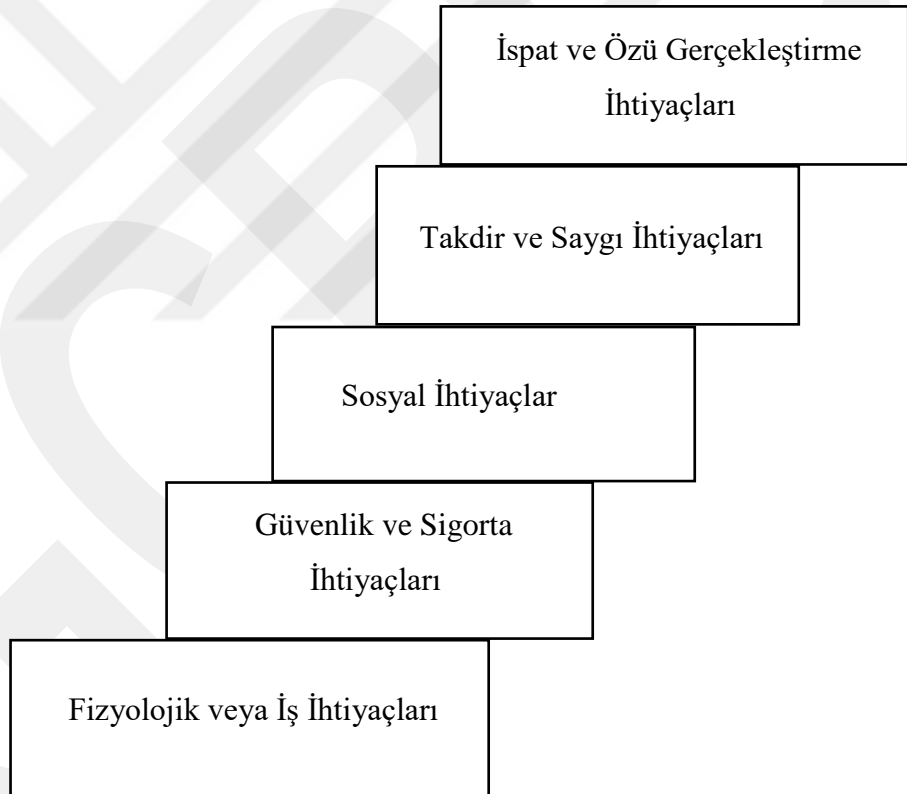 İspat ve Özü Gerçekleştirme
İhtiyaçları
Takdir ve Saygı İhtiyaçları
Sosyal İhtiyaçlar
Güvenlik ve Sigorta
İhtiyaçları
Fizyolojik veya İş İhtiyaçları